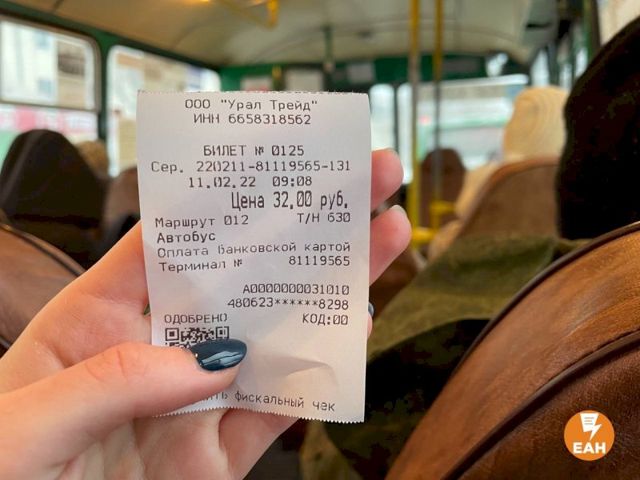 ООО "Урал Трейд"
ИНН 6658318562
БИЛЕТ № 0125
Сер. 220211-81119565-131
11.02.22 09:08
Цена 32.00 руб.
Маршрут 012 Т/Н 630
Автобус
Оплата Банковской картой
Терминал № 81119565
A0000000031010
480623******8298
ОДОБРЕНО КОД:00
фискальный чек
ЕАН